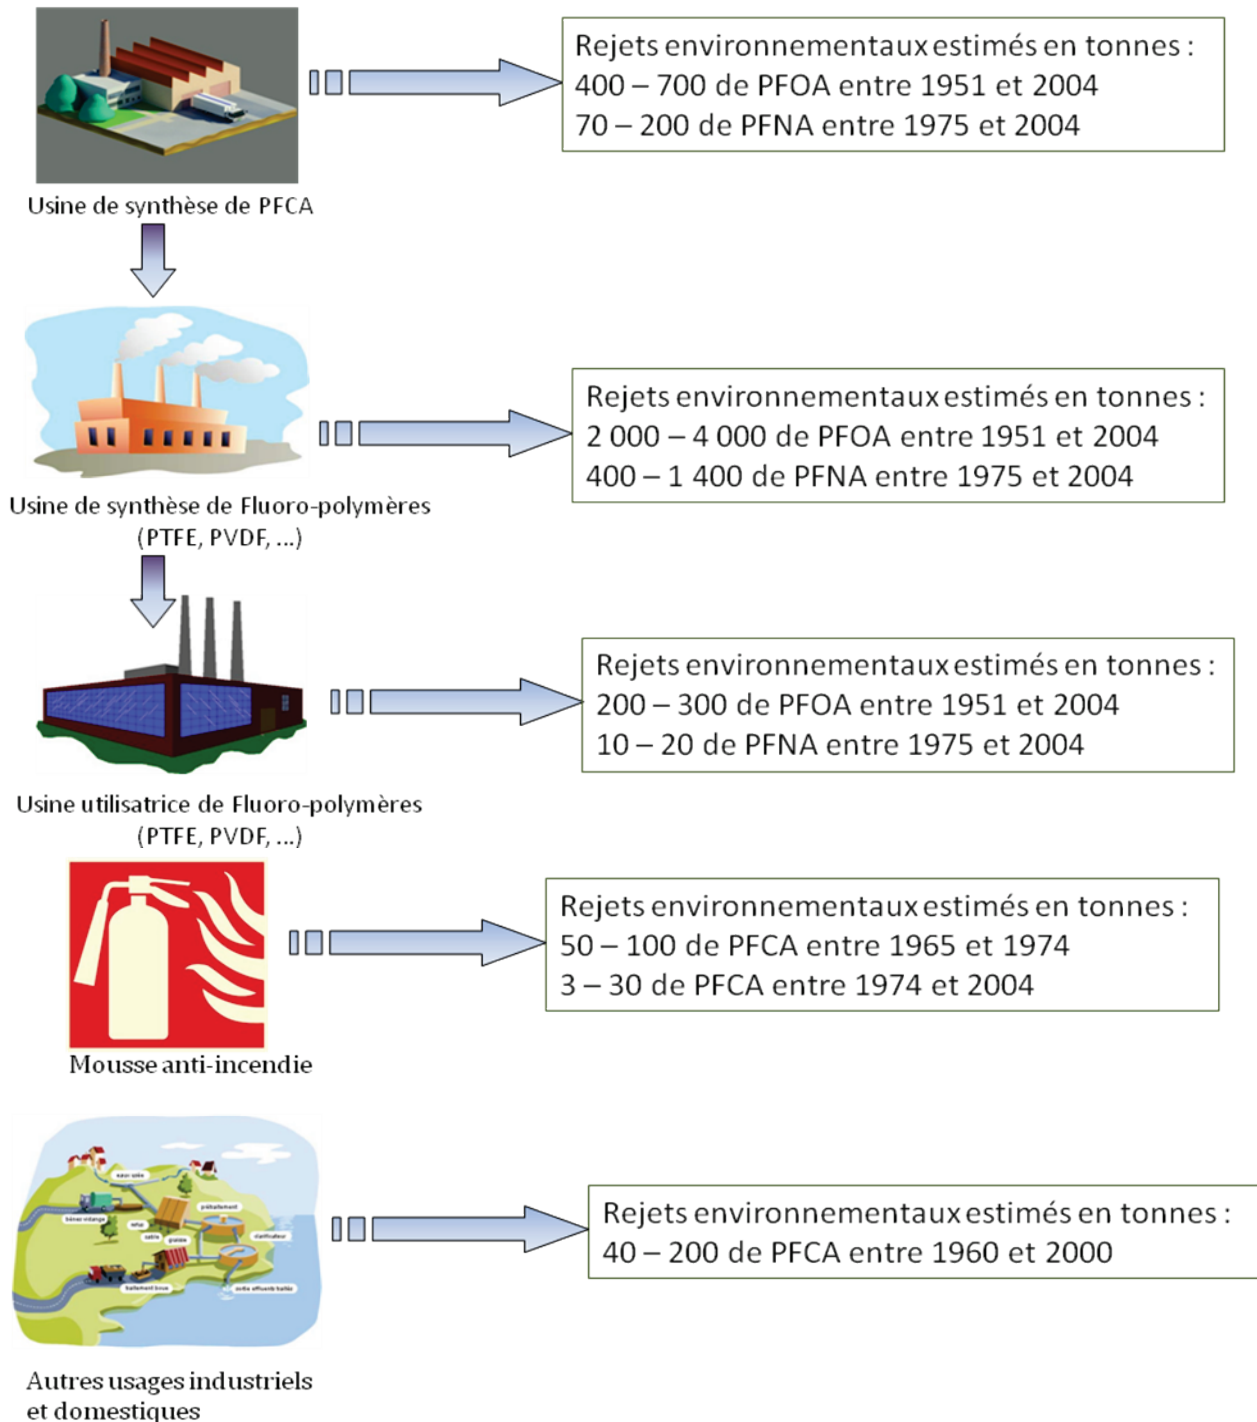 Rejets environnementaux estimés en tonnes :
400 – 700 de PFOA entre 1951 et 2004
70 – 200 de PFNA entre 1975 et 2004
Usine de synthèse de PFCA
Rejets environnementaux estimés en tonnes :
2 000 – 4 000 de PFOA entre 1951 et 2004
400 – 1 400 de PFNA entre 1975 et 2004
Usine de synthèse de Fluoro-polymères
(PTFE, PVDF, ...)
Rejets environnementaux estimés en tonnes :
200 – 300 de PFOA entre 1951 et 2004
10 – 20 de PFNA entre 1975 et 2004
Usine utilisatrice de Fluoro-polymères
(PTFE, PVDF, ...)
Rejets environnementaux estimés en tonnes :
50 – 100 de PFCA entre 1965 et 1974
3 – 30 de PFCA entre 1974 et 2004
Mousse anti-incendie
prétraitement
sable
graisse
clarificateur
Rejets environnementaux estimés en tonnes :
40 – 200 de PFCA entre 1960 et 2000
Autres usages industriels
et domestiques